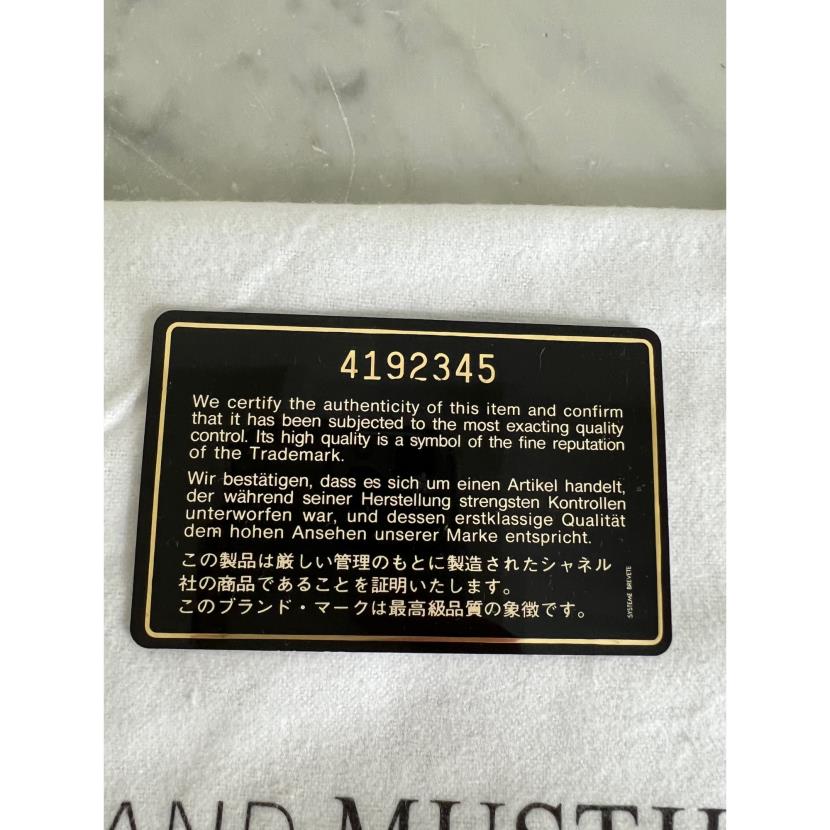 4192345
We certify the authenticity of this item and confirm
that it has been subjected to the most exacting quality
control. Its high quality is a symbol of the fine reputation
of the Trademark.
Wir bestätigen, dass es sich um einen Artikel handelt,
der während seiner Herstellung strengsten Kontrollen
unterworfen war, und dessen erstklassige Qualität
dem hohen Ansehen unserer Marke entspricht.
この製品は厳しい管理のもとに製造されたシャネル
社の商品であることを証明いたします。
このブランド・マークは最高級品質の象徴です。
SYSTEME BREVETE
AND